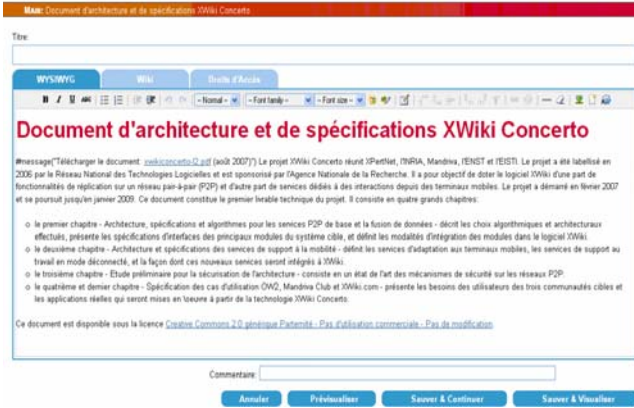 MAIN: Document d'architecture et de spécifications XWiki Concerto
Titre:
WYSIWYG Wiki Droits d'Accès
B I U ABC -- Normal -- -- Font family -- -- Font size --
Document d'architecture et de spécifications XWiki Concerto
#message("Télécharger le document: xwikiconcerto-l2.pdf (août 2007)") Le projet XWiki Concerto réunit XPertNet, l'INRIA, Mandriva, l'ENST et l'EISTI. Le projet a été labellisé en
2006 par le Réseau National des Technologies Logicielles et est sponsorisé par l'Agence Nationale de la Recherche. Il a pour objectif de doter le logiciel XWiki d'une part de
fonctionnalités de réplication sur un réseau pair-à-pair (P2P) et d'autre part de services dédiés à des interactions depuis des terminaux mobiles. Le projet a démarré en février 2007
et se poursuit jusqu'en janvier 2009. Ce document constitue le premier livrable technique du projet. Il consiste en quatre grands chapitres:
o le premier chapitre - Architecture, spécifications et algorithmes pour les services P2P de base et la fusion de données - décrit les choix algorithmiques et architecturaux
effectués, présente les spécifications d'interfaces des principaux modules du système cible, et définit les modalités d'intégration des modules dans le logiciel XWiki.
o le deuxième chapitre - Architecture et spécifications des services de support à la mobilité - définit les services d'adaptation aux terminaux mobiles, les services de support au
travail en mode déconnecté, et la façon dont ces nouveaux services seront intégrés à XWiki.
o le troisième chapitre - Etude préliminaire pour la sécurisation de l'architecture - consiste en un état de l'art des mécanismes de sécurité sur les réseaux P2P.
o le quatrième et dernier chapitre - Spécification des cas d'utilisation OW2, Mandriva Club et XWiki.com - présente les besoins des utilisateurs des trois communautés cibles et
les applications réelles qui seront mises en \oeuvre à partir de la technologie XWiki Concerto.
Ce document est disponible sous la licence Creative Commons 2.0 générique Paternité - Pas d'utilisation commerciale - Pas de modification.
Commentaire:
Annuler Prévisualiser Sauver & Continuer Sauver & Visualiser